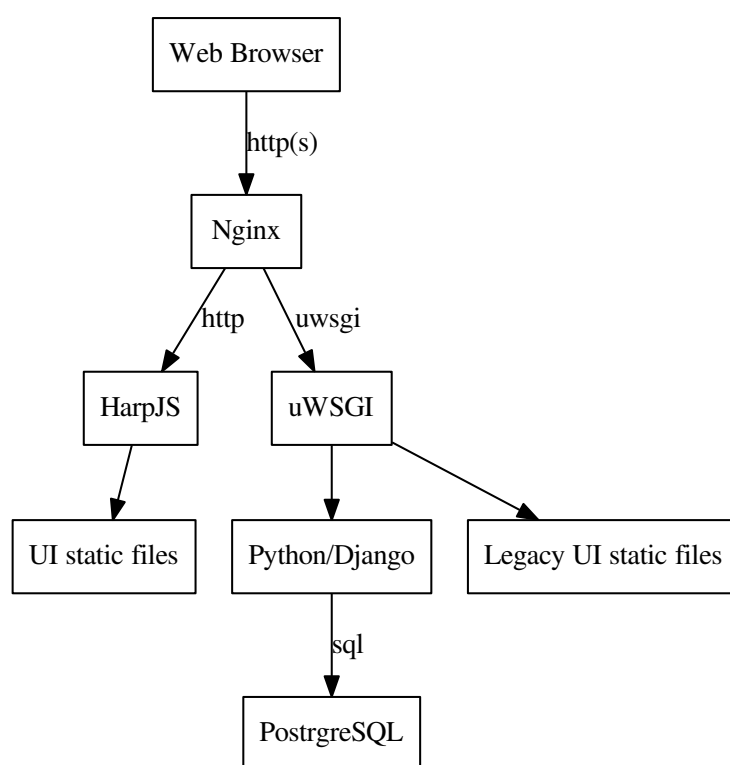 Web Browser
http(s)
Nginx
http
uwsgi
HarpJS
uWSGI
UI static files
Python/Django
Legacy UI static files
sql
PostrgreSQL